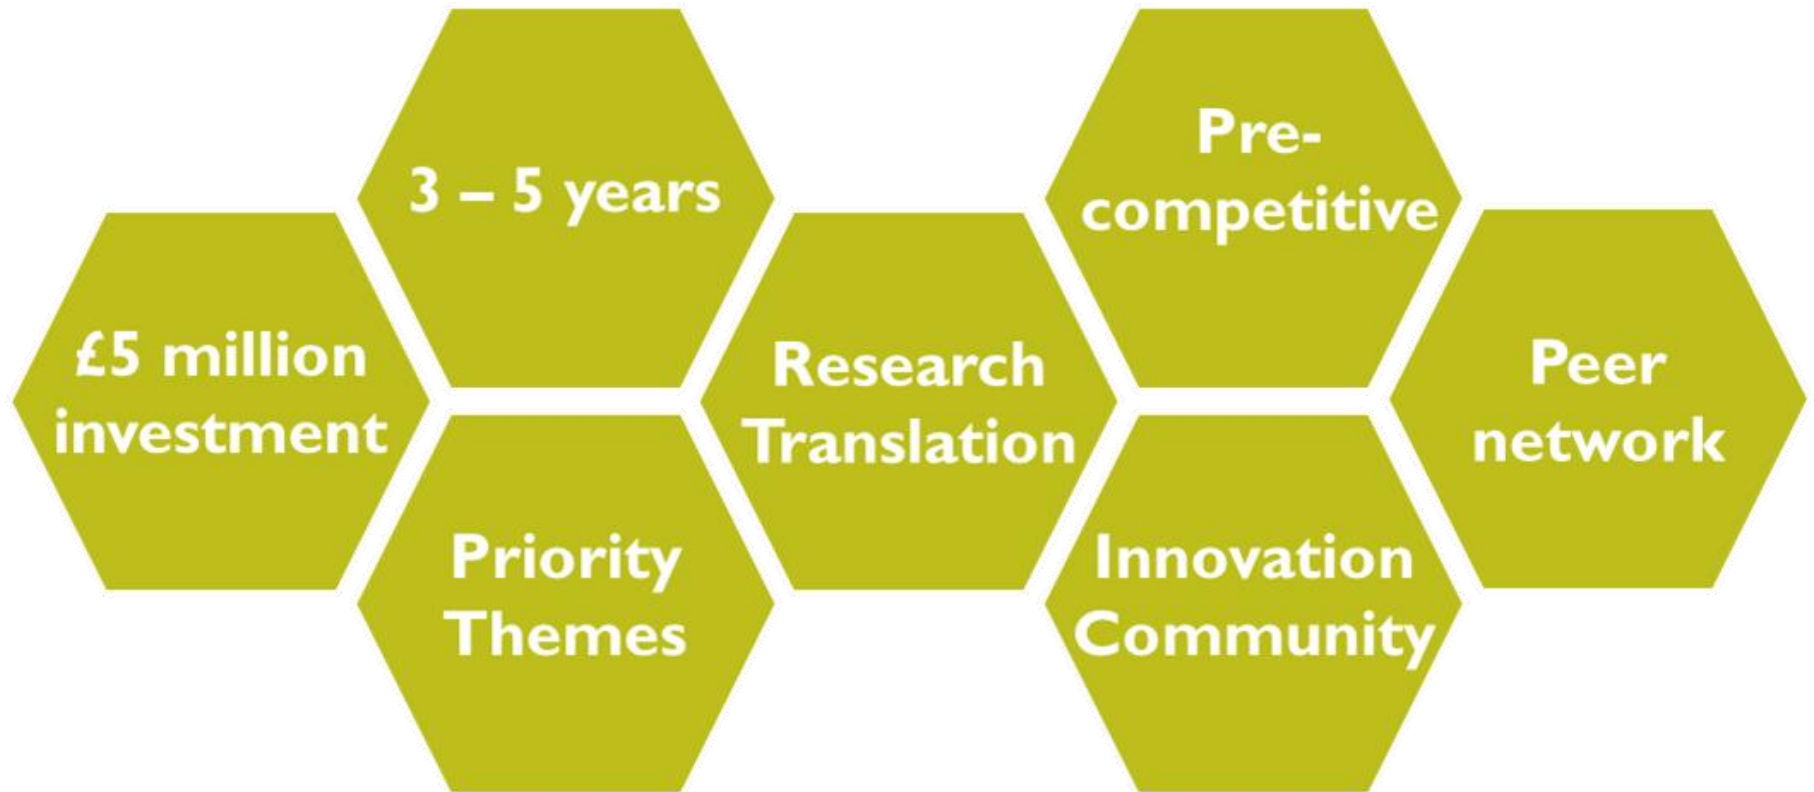 £5 million
investment
3 – 5 years
Priority
Themes
Research
Translation
Pre-
competitive
Innovation
Community
Peer
network